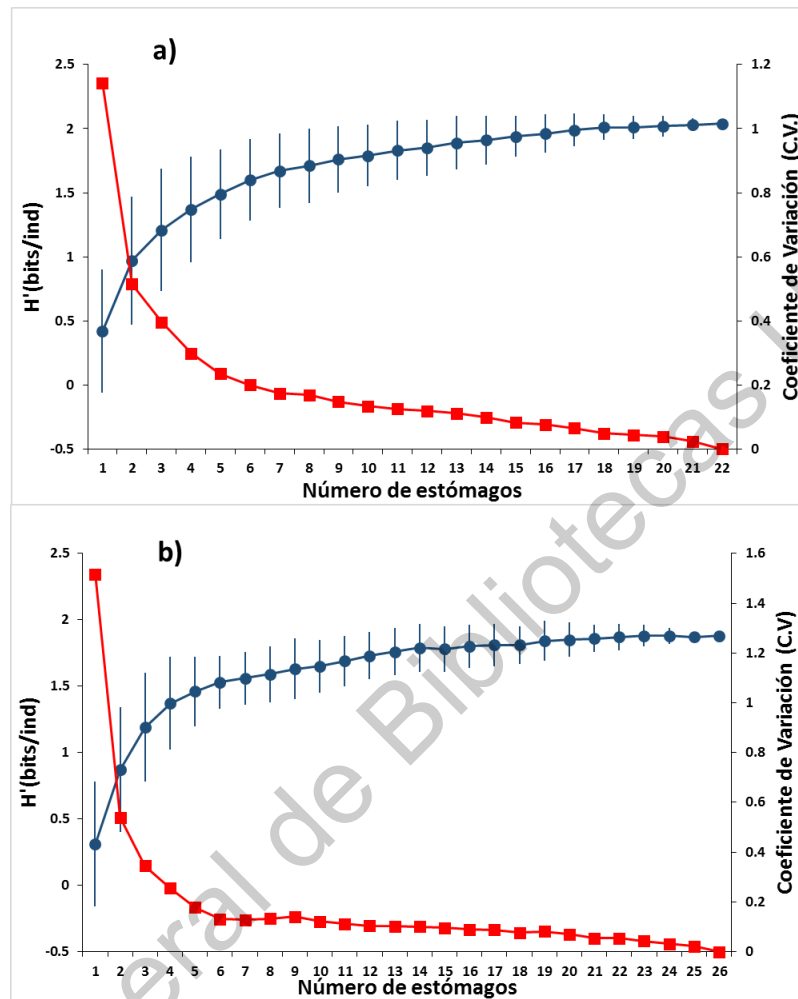 a)
H'(bits/ind)
2.5
2
1.5
1
0.5
0
-0.5
1.2
1
0.8
0.6
0.4
0.2
0
Coeficiente de Variación (C.V.)
1 2 3 4 5 6 7 8 9 10 11 12 13 14 15 16 17 18 19 20 21 22
Número de estómagos
b)
H'(bits/ind)
2.5
2
1.5
1
0.5
0
-0.5
1.6
1.4
1.2
1
0.8
0.6
0.4
0.2
0
Coeficiente de Variación (C.V)
1 2 3 4 5 6 7 8 9 10 11 12 13 14 15 16 17 18 19 20 21 22 23 24 25 26
Número de estómagos
eral de Bibliotecas